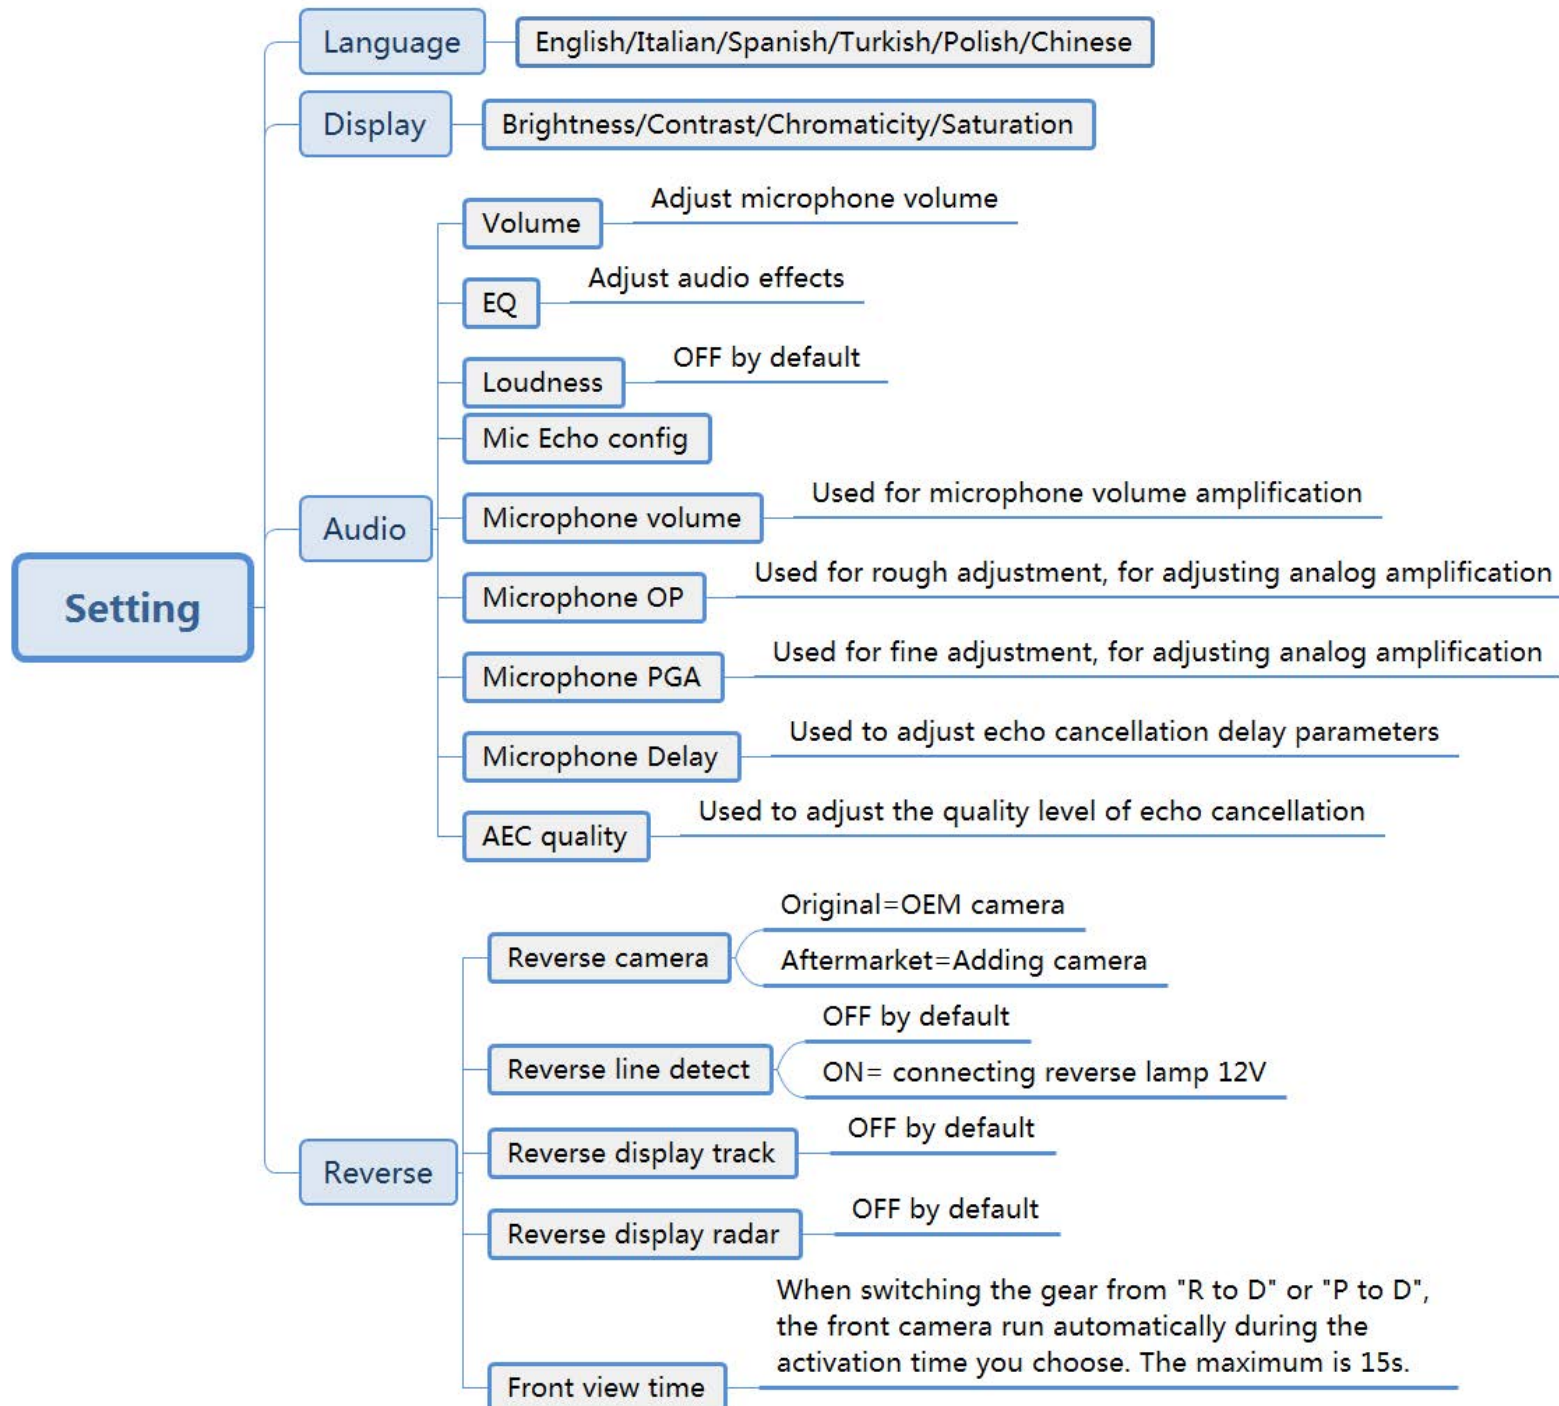 Setting
Language
English/Italian/Spanish/Turkish/Polish/Chinese
Display
Brightness/Contrast/Chromaticity/Saturation
Audio
Volume
Adjust microphone volume
EQ
Adjust audio effects
Loudness
OFF by default
Mic Echo config
Microphone volume
Used for microphone volume amplification
Microphone OP
Used for rough adjustment, for adjusting analog amplification
Microphone PGA
Used for fine adjustment, for adjusting analog amplification
Microphone Delay
Used to adjust echo cancellation delay parameters
AEC quality
Used to adjust the quality level of echo cancellation
Reverse
Reverse camera
Original=OEM camera
Aftermarket=Adding camera
Reverse line detect
OFF by default
ON= connecting reverse lamp 12V
Reverse display track
OFF by default
Reverse display radar
OFF by default
Front view time
When switching the gear from "R to D" or "P to D",
the front camera run automatically during the
activation time you choose. The maximum is 15s.